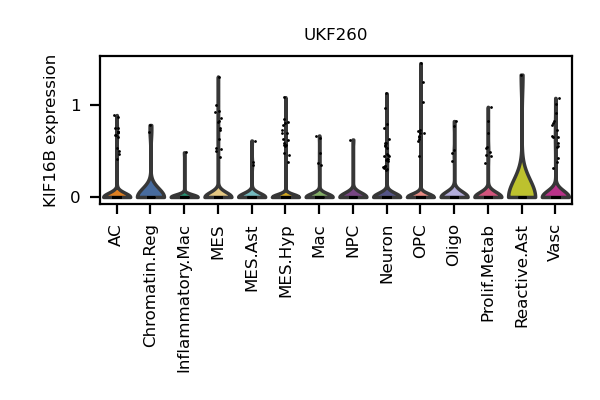 UKF260
KIF16B expression
1
0
AC
Chromatin.Reg
Inflammatory.Mac
MES
MES.Ast
MES.Hyp
Mac
NPC
Neuron
OPC
Oligo
Prolif.Metab
Reactive.Ast
Vasc